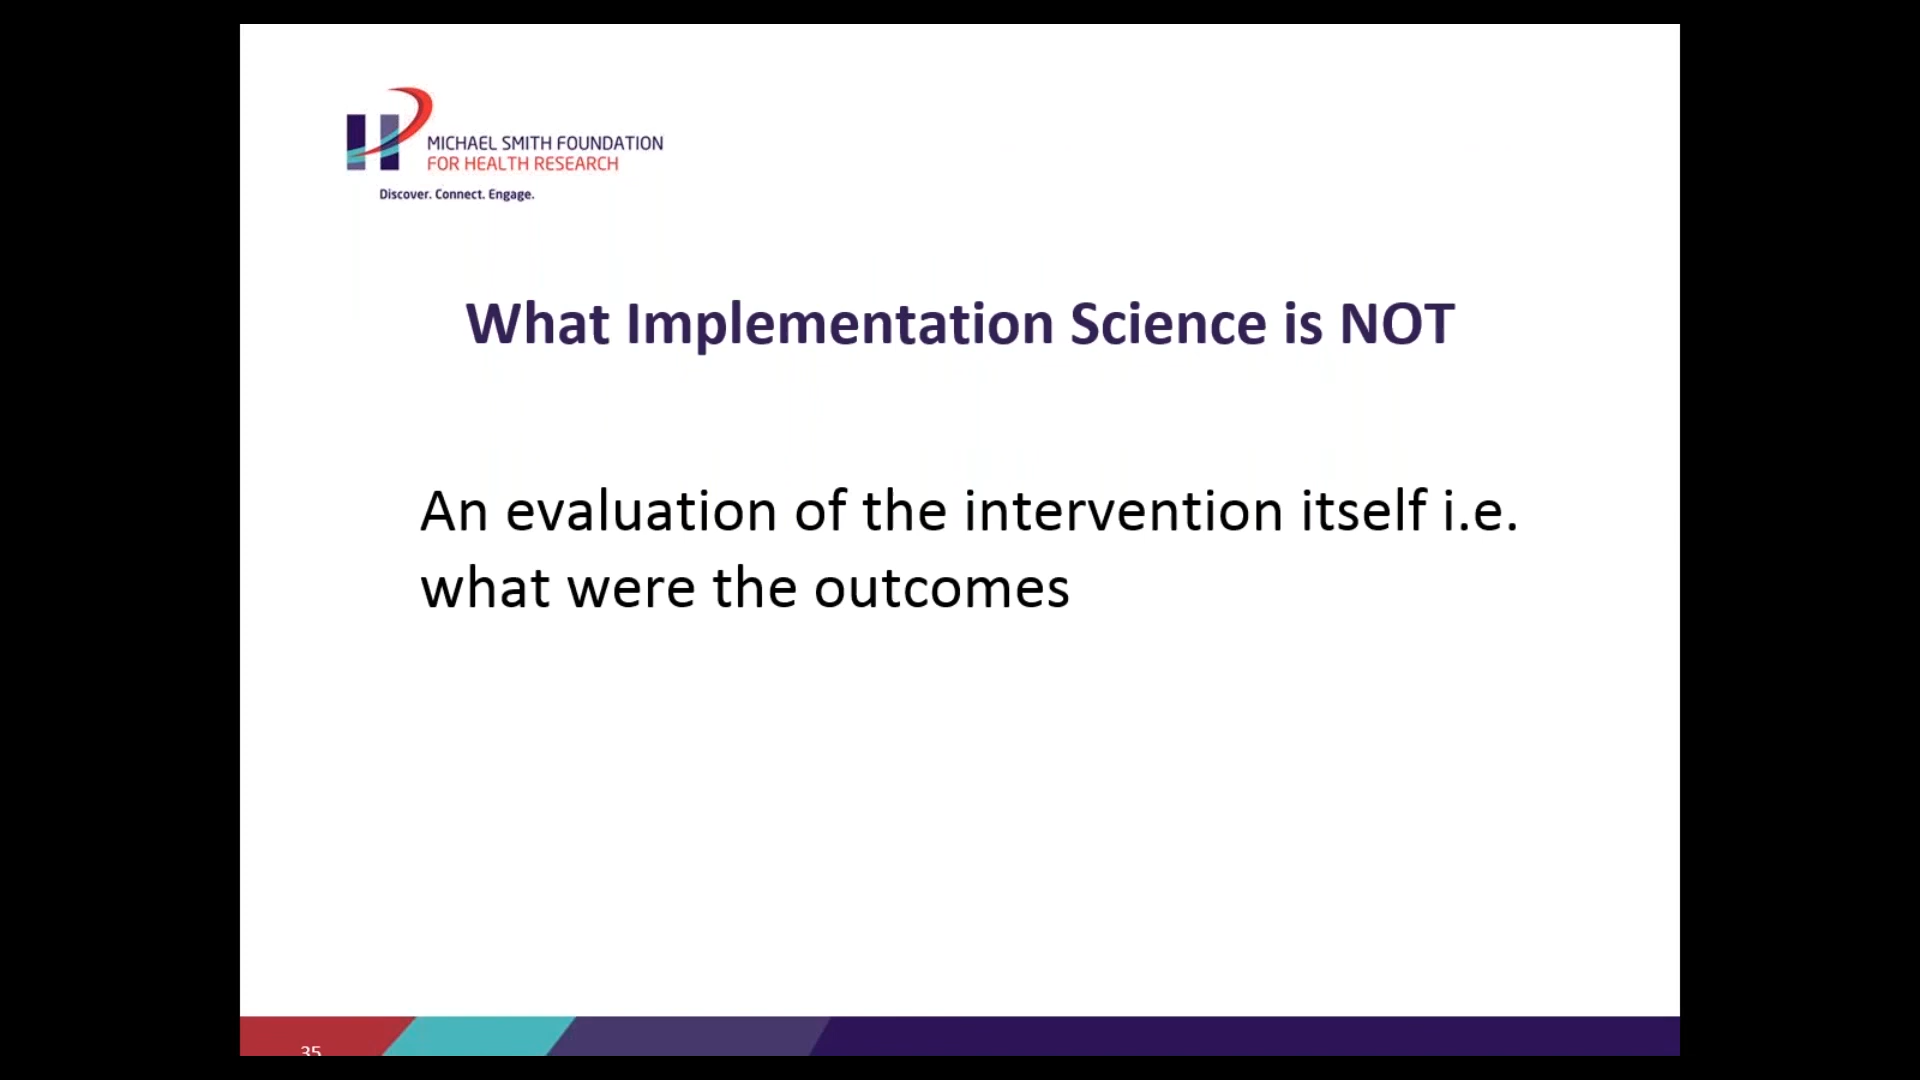 MICHAEL SMITH FOUNDATION
FOR HEALTH RESEARCH
Discover. Connect. Engage.
What Implementation Science is NOT
An evaluation of the intervention itself i.e.
what were the outcomes
35